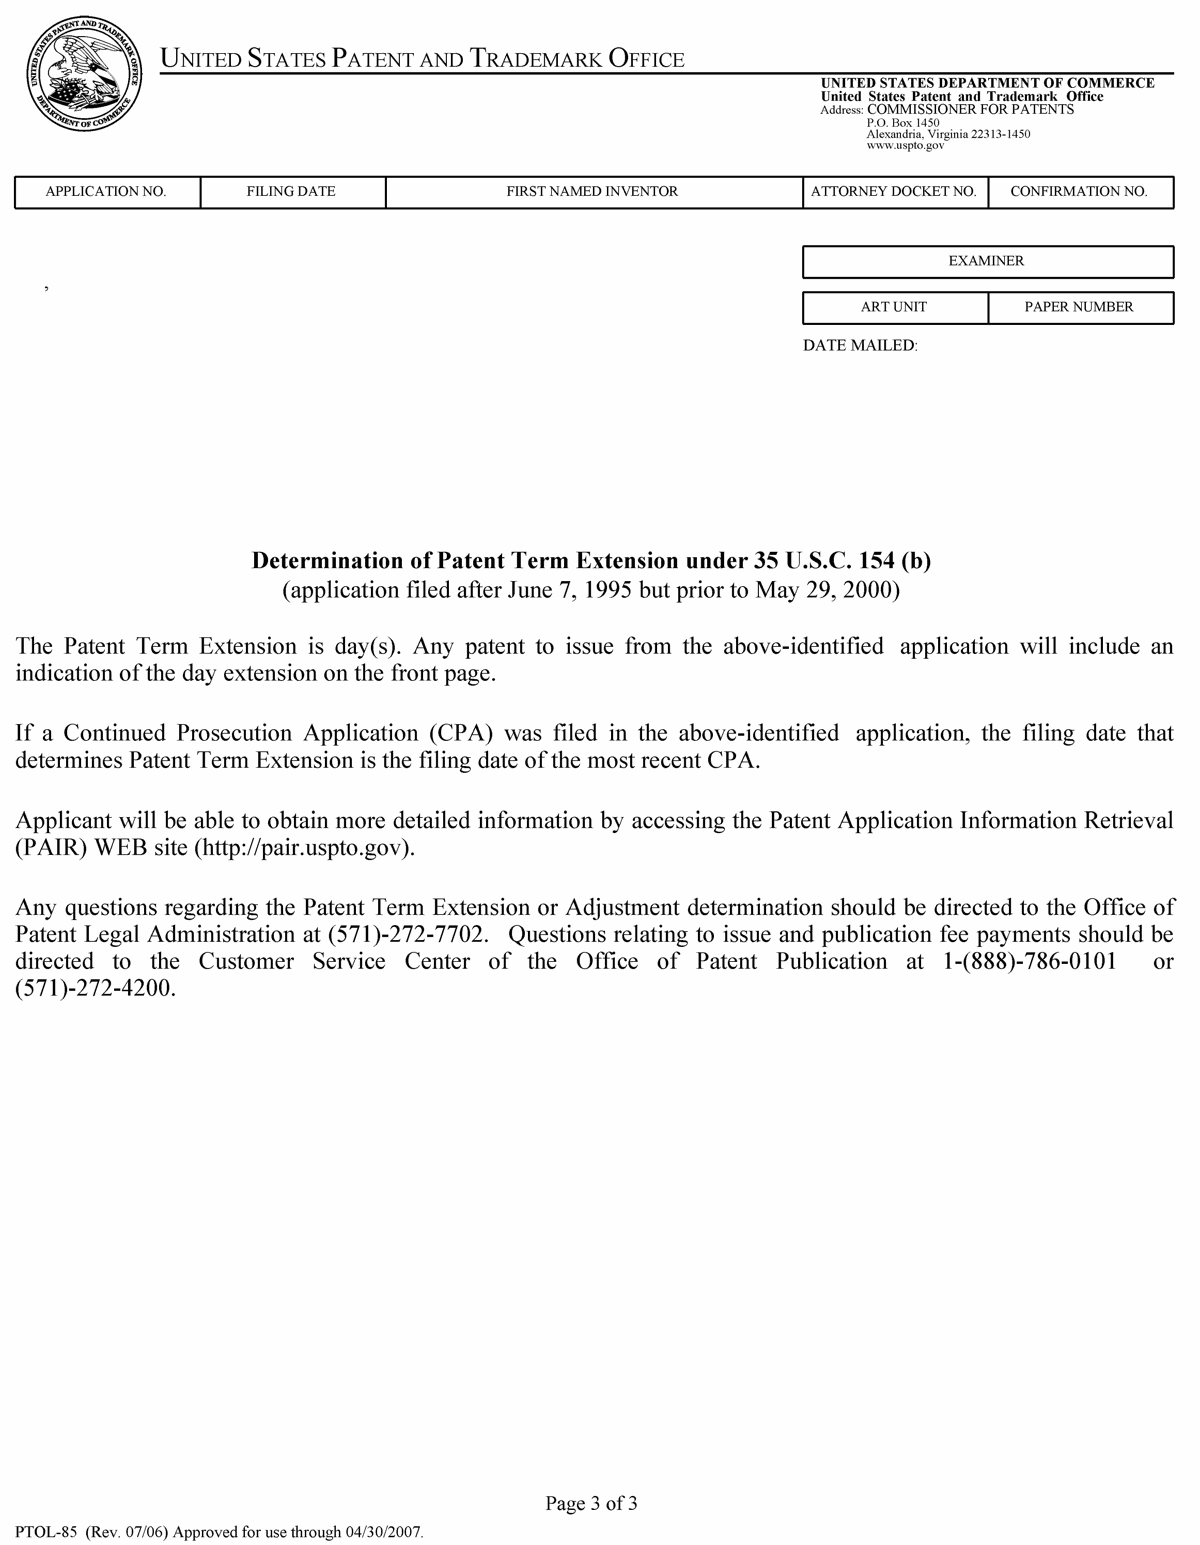 UNITED STATES PATENT AND TRADEMARK OFFICE
DEPARTMENT OF COMMERCE
UNITED STATES PATENT AND TRADEMARK OFFICE
UNITED STATES DEPARTMENT OF COMMERCE
United States Patent and Trademark Office
Address: COMMISSIONER FOR PATENTS
P.O. Box 1450
Alexandria, Virginia 22313-1450
www.uspto.gov
APPLICATION NO. FILING DATE FIRST NAMED INVENTOR ATTORNEY DOCKET NO. CONFIRMATION NO.
EXAMINER
,
ART UNIT PAPER NUMBER
DATE MAILED:
Determination of Patent Term Extension under 35 U.S.C. 154 (b)
(application filed after June 7, 1995 but prior to May 29, 2000)
The Patent Term Extension is day(s). Any patent to issue from the above-identified application will include an
indication of the day extension on the front page.
If a Continued Prosecution Application (CPA) was filed in the above-identified application, the filing date that
determines Patent Term Extension is the filing date of the most recent CPA.
Applicant will be able to obtain more detailed information by accessing the Patent Application Information Retrieval
(PAIR) WEB site (http://pair.uspto.gov).
Any questions regarding the Patent Term Extension or Adjustment determination should be directed to the Office of
Patent Legal Administration at (571)-272-7702. Questions relating to issue and publication fee payments should be
directed to the Customer Service Center of the Office of Patent Publication at 1-(888)-786-0101 or
(571)-272-4200.
Page 3 of 3
PTOL-85 (Rev. 07/06) Approved for use through 04/30/2007.